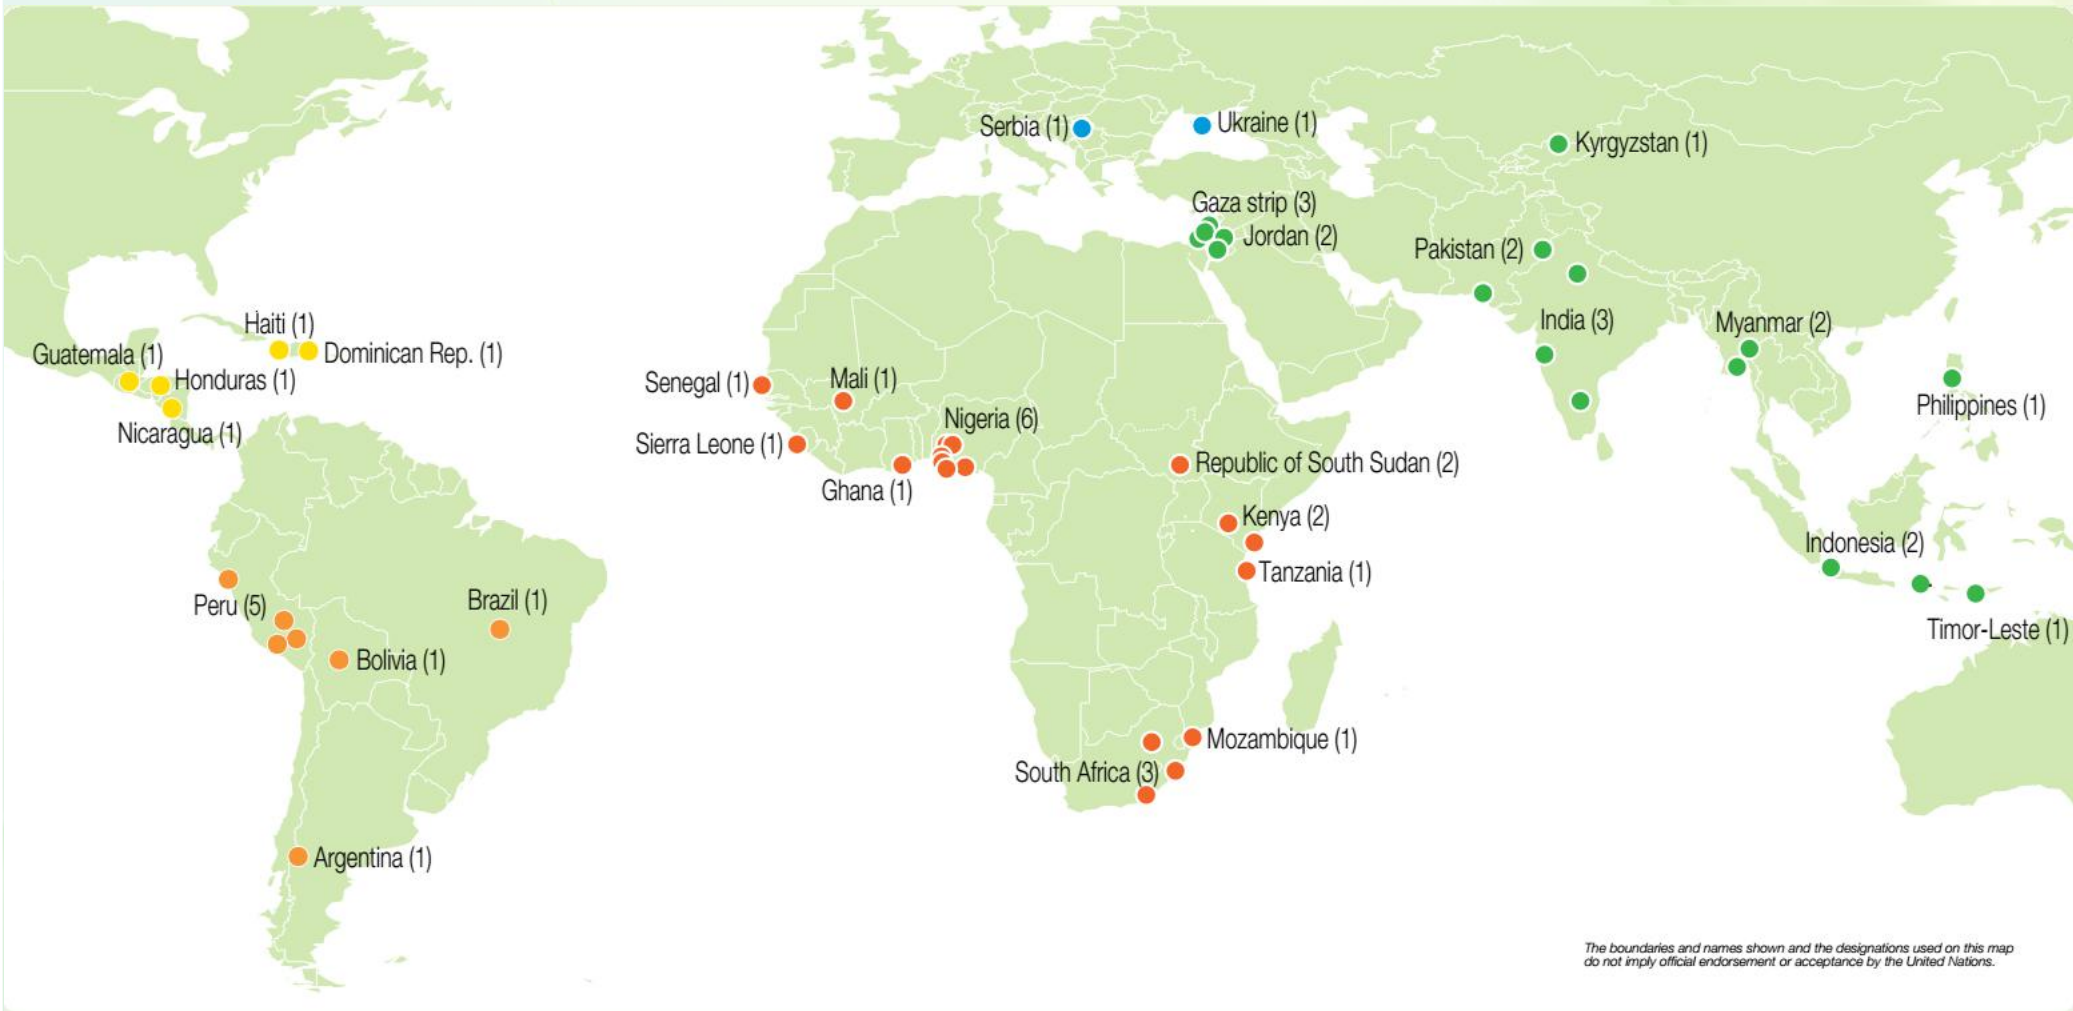 Serbia (1)
Ukraine (1)
Kyrgyzstan (1)
Gaza strip (3)
Jordan (2)
Pakistan (2)
India (3)
Myanmar (2)
Philippines (1)
Indonesia (2)
Timor-Leste (1)
Haiti (1)
Dominican Rep. (1)
Guatemala (1)
Honduras (1)
Nicaragua (1)
Senegal (1)
Mali (1)
Nigeria (6)
Sierra Leone (1)
Ghana (1)
Republic of South Sudan (2)
Kenya (2)
Tanzania (1)
Peru (5)
Brazil (1)
Bolivia (1)
Mozambique (1)
South Africa (3)
Argentina (1)
The boundaries and names shown and the designations used on this map
do not imply official endorsement or acceptance by the United Nations.